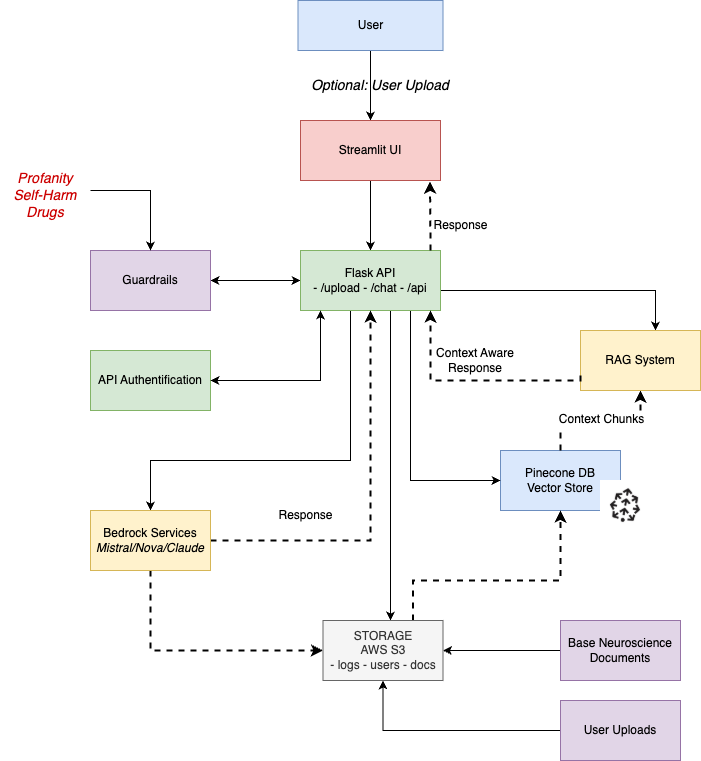 User
Optional: User Upload
Streamlit UI
Profanity
Self-Harm
Drugs
Response
Guardrails
Flask API
- /upload - /chat - /api
Context Aware
Response
RAG System
API Authentification
Context Chunks
Pinecone DB
Vector Store
Response
Bedrock Services
Mistral/Nova/Claude
STORAGE
AWS S3
- logs - users - docs
Base Neuroscience
Documents
User Uploads